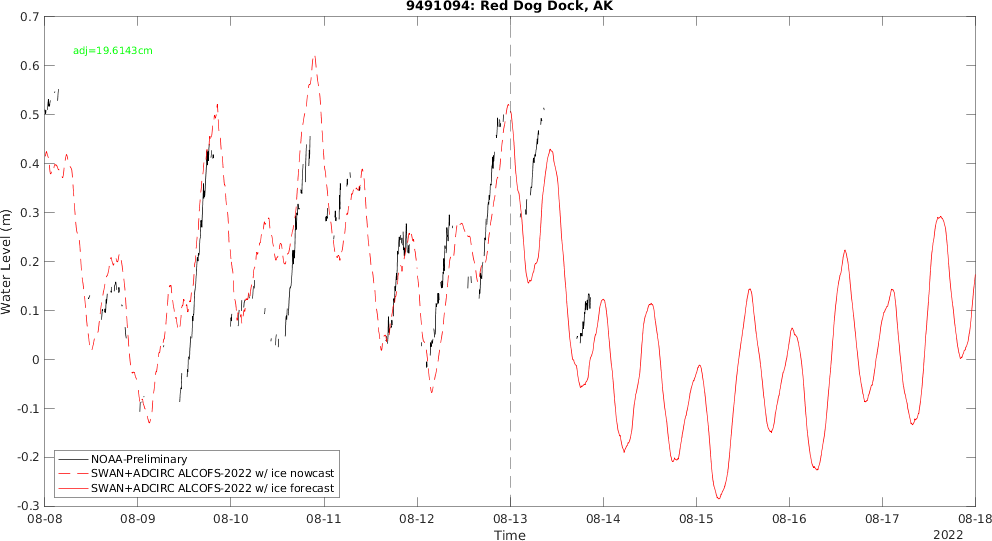 9491094: Red Dog Dock, AK
adj=19.6143cm
0.7
0.6
0.5
0.4
0.3
0.2
0.1
0
-0.1
-0.2
-0.3
Water Level (m)
NOAA-Preliminary
SWAN+ADCIRC ALCOFS-2022 w/ ice nowcast
SWAN+ADCIRC ALCOFS-2022 w/ ice forecast
08-08 08-09 08-10 08-11 08-12 08-13 08-14 08-15 08-16 08-17 08-18
Time
2022